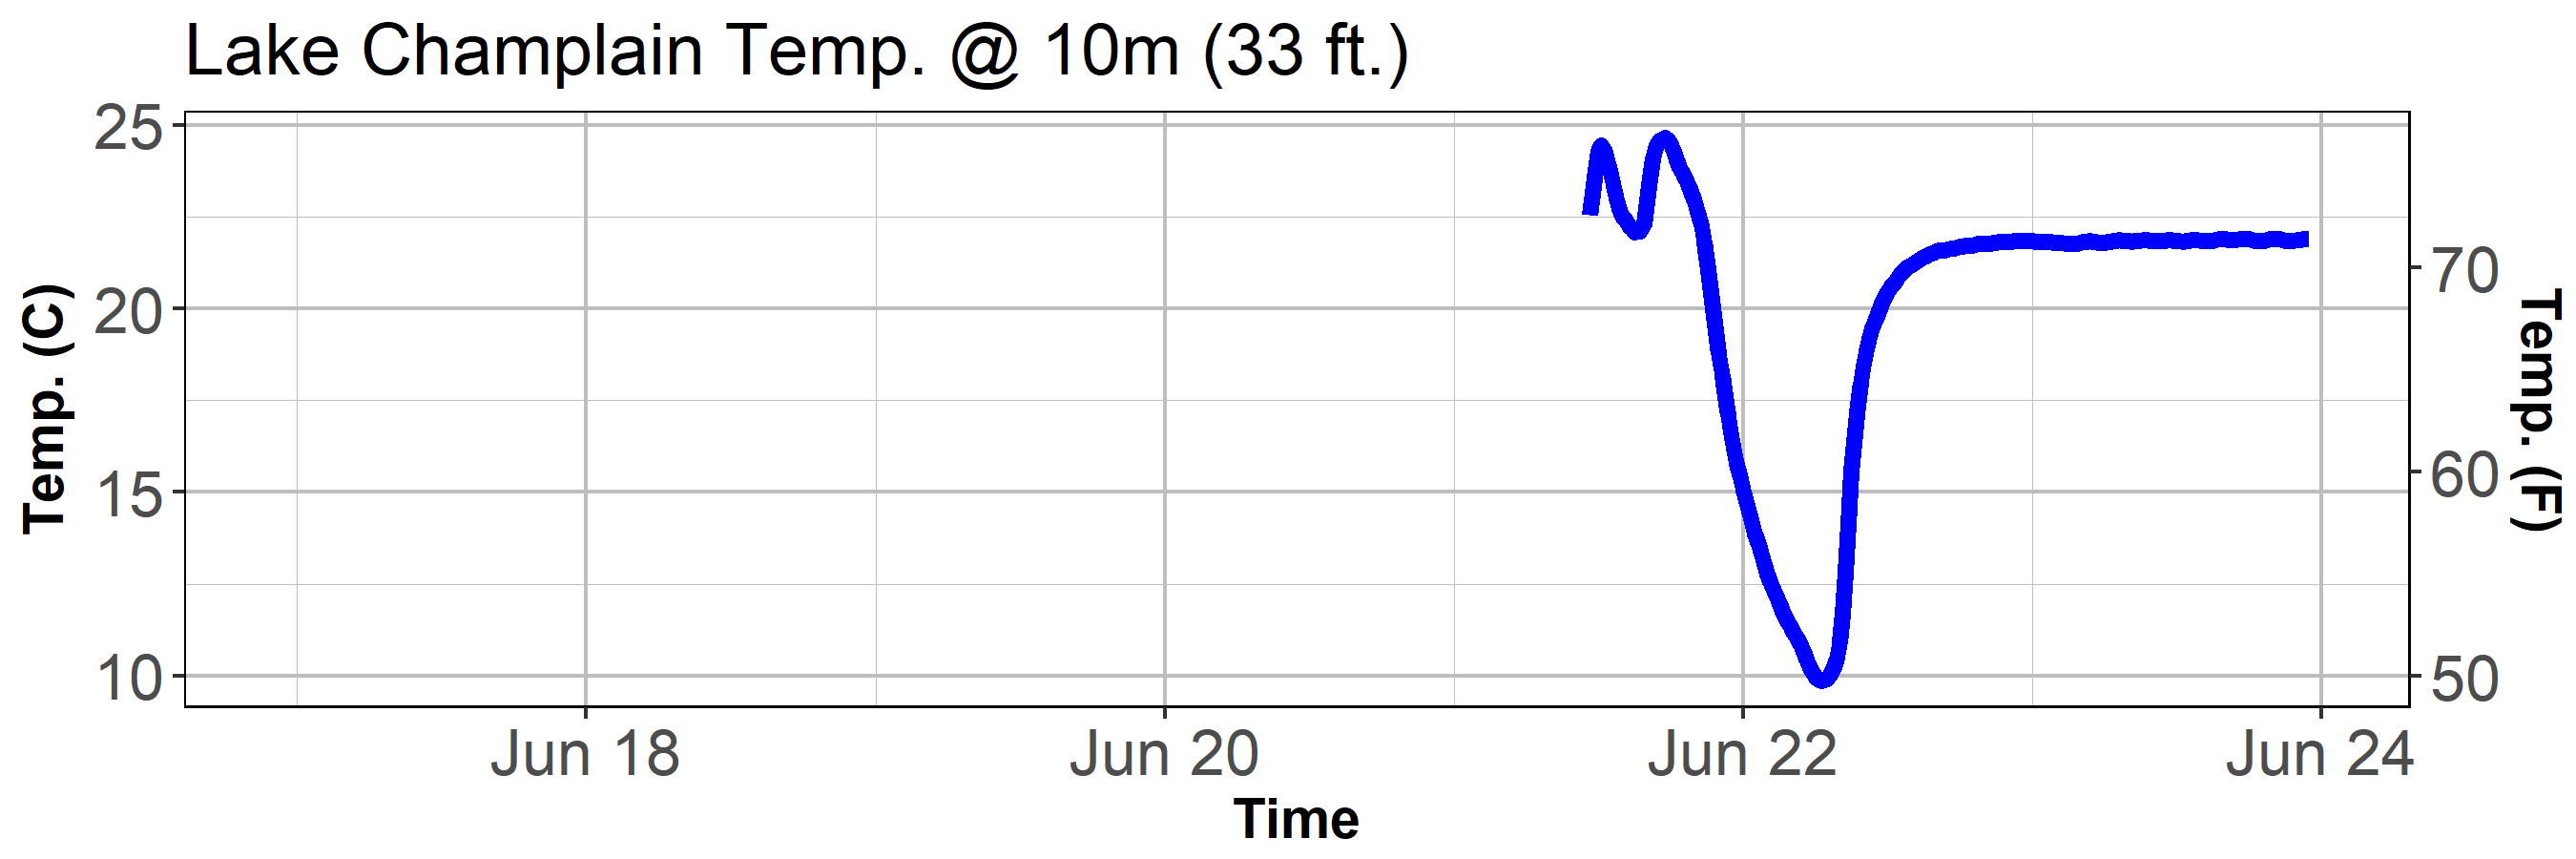 Lake Champlain Temp. @ 10m (33 ft.)
Temp. (C)
25
20
15
10
70
60
50
Temp. (F)
Jun 18 Jun 20 Jun 22 Jun 24
Time